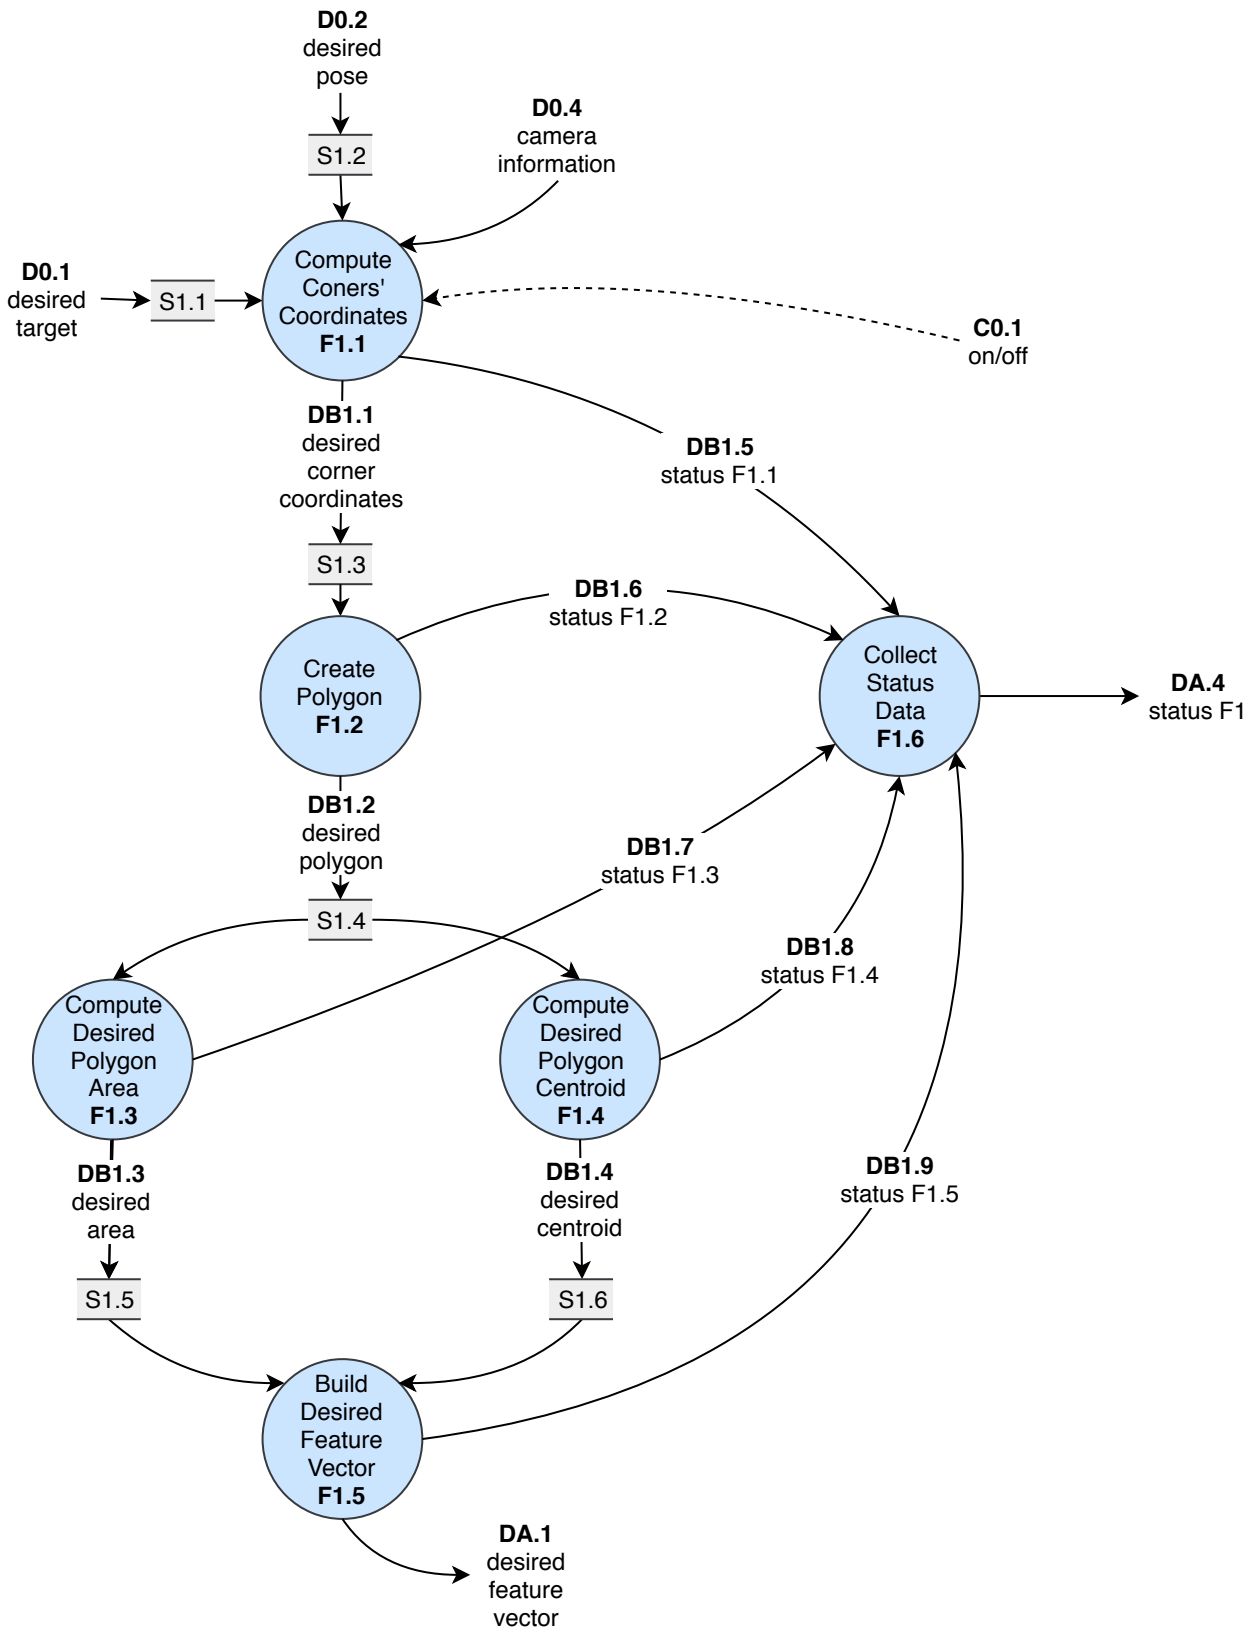 D0.2
desired
pose
S1.2
D0.4
camera
information
D0.1
desired
target
S1.1
Compute
Coners'
Coordinates
F1.1
C0.1
on/off
DB1.1
desired
corner
coordinates
S1.3
DB1.5
status F1.1
DB1.6
status F1.2
Create
Polygon
F1.2
Collect
Status
Data
F1.6
DA.4
status F1
DB1.2
desired
polygon
S1.4
DB1.7
status F1.3
DB1.8
status F1.4
Compute
Desired
Polygon
Area
F1.3
Compute
Desired
Polygon
Centroid
F1.4
DB1.3
desired
area
S1.5
DB1.4
desired
centroid
S1.6
DB1.9
status F1.5
Build
Desired
Feature
Vector
F1.5
DA.1
desired
feature
vector